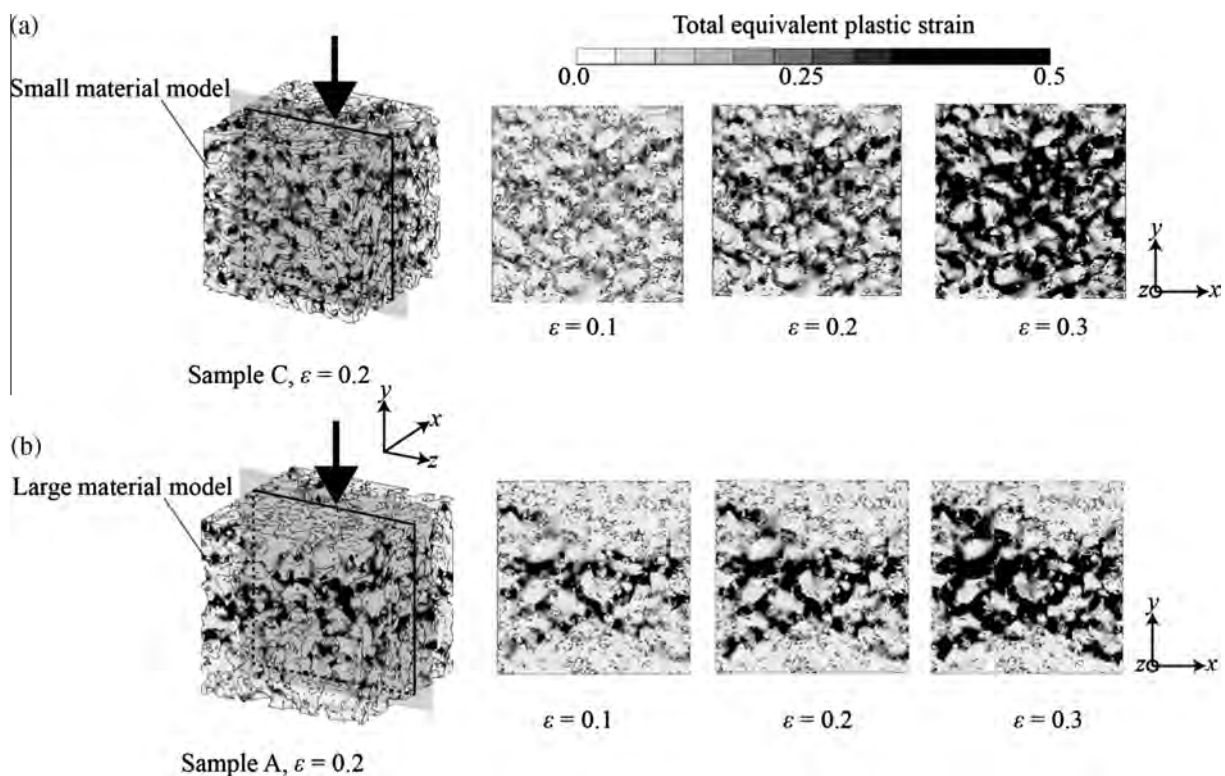 (a)
Total equivalent plastic strain
0.0 0.25 0.5
Small material model
y
z x
ε = 0.1 ε = 0.2 ε = 0.3
Sample C, ε = 0.2
y
x
z
(b)
Large material model
y
z x
ε = 0.1 ε = 0.2 ε = 0.3
Sample A, ε = 0.2